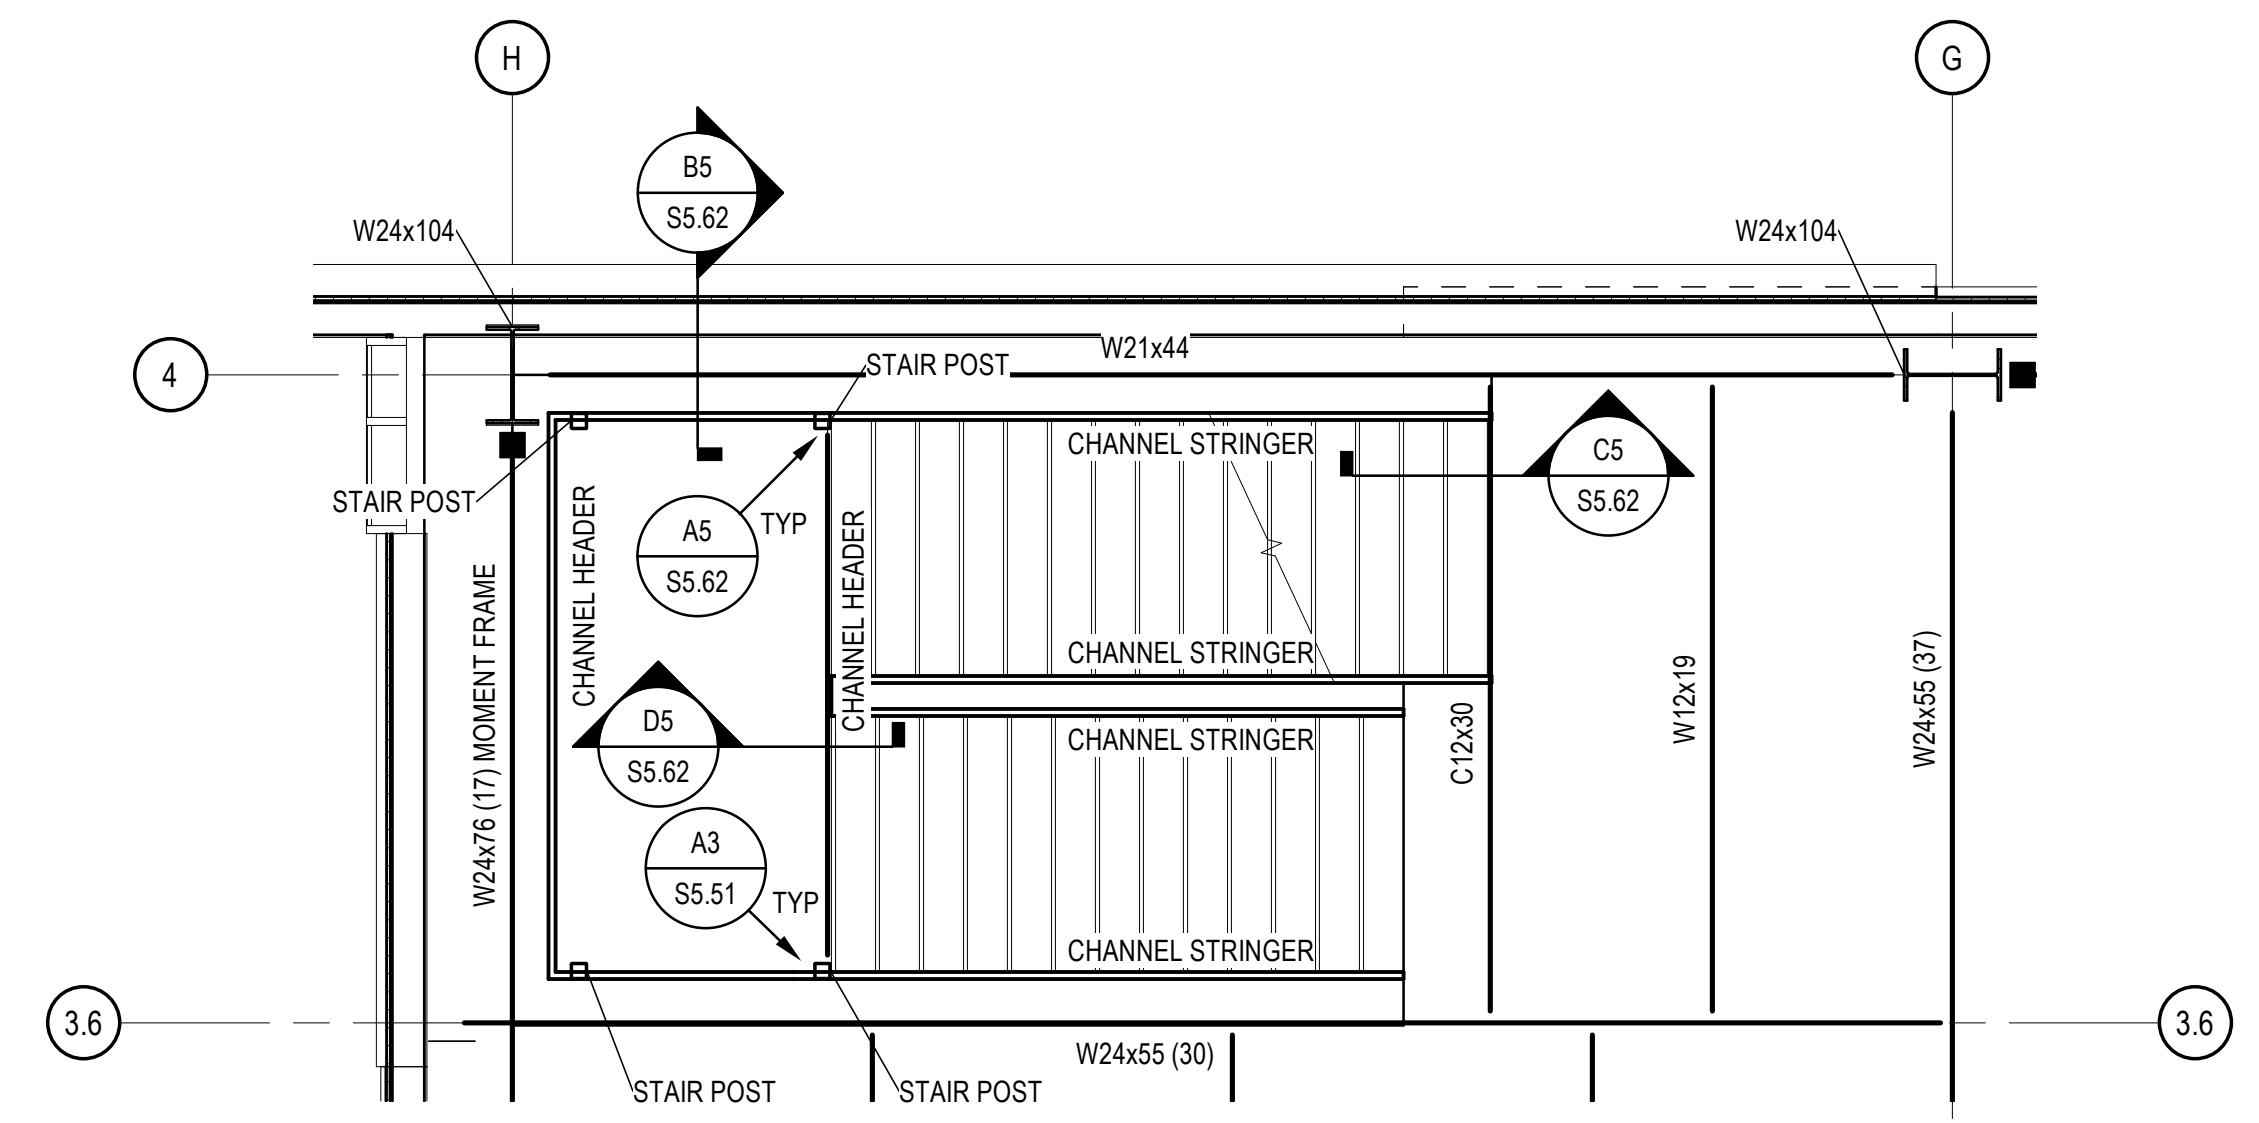 H
G
B5
S5.62
W24x104
W24x104
W21x44
4
STAIR POST
CHANNEL STRINGER
C5
S5.62
STAIR POST
CHANNEL HEADER
A5
S5.62
TYP
CHANNEL HEADER
W24x76 (17) MOMENT FRAME
CHANNEL STRINGER
D5
S5.62
CHANNEL STRINGER
C12x30
W12x19
W24x55 (37)
A3
S5.51
TYP
CHANNEL STRINGER
3.6
3.6
W24x55 (30)
STAIR POST
STAIR POST